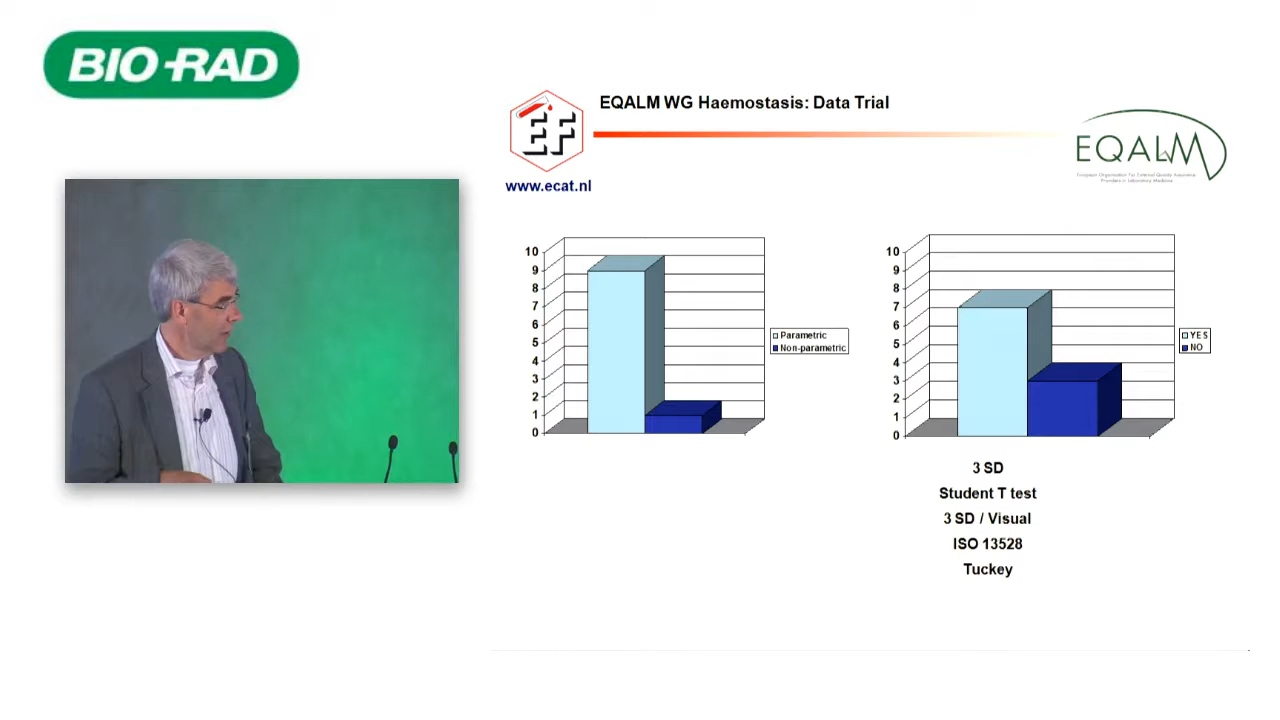 BIO-RAD
EQALM WG Haemostasis: Data Trial
www.ecat.nl
EQALM
European Organisation For External Quality Assurance
Providers in Laboratory Medicine
10
9
8
7
6
5
4
3
2
1
0
Parametric
Non-parametric
10
9
8
7
6
5
4
3
2
1
0
YES
NO
3 SD
Student T test
3 SD / Visual
ISO 13528
Tuckey